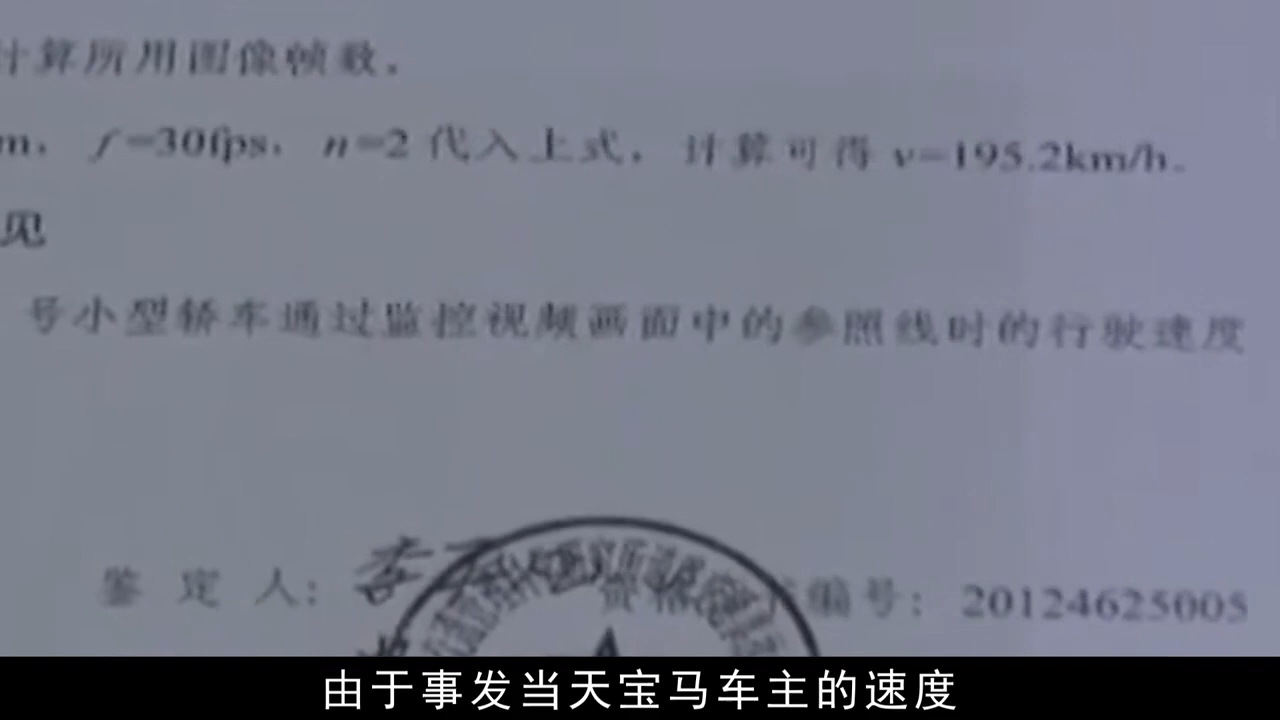 计算所用图像帧数。
m，f=30fps，n=2 代入上式，计算可得 v=195.2km/h。
见
号小型轿车通过监控视频画面中的参照线时的行驶速度
鉴 定 人：
编号：20124625005
由于事发当天宝马车主的速度